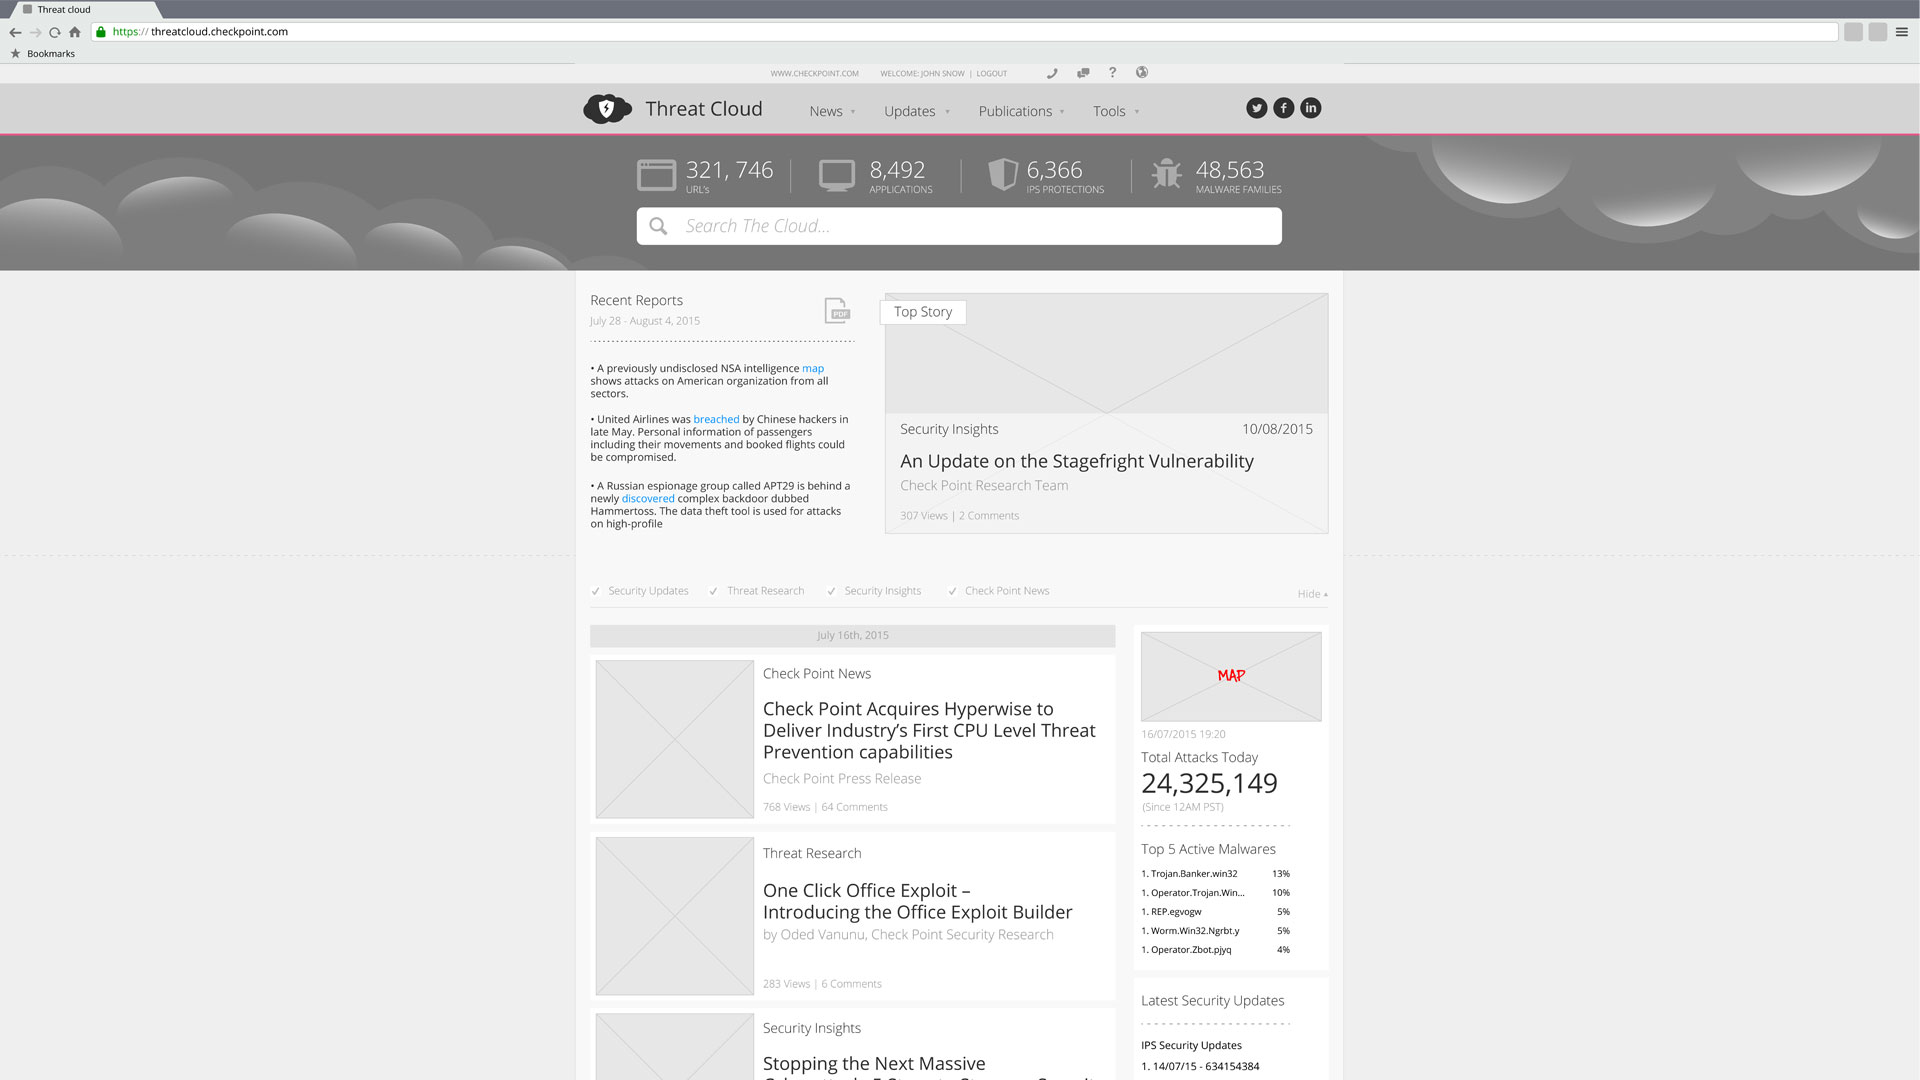 Threat cloud
https:// threatcloud.checkpoint.com
Bookmarks
WWW.CHECKPOINT.COM WELCOME: JOHN SNOW | LOGOUT ?
Threat Cloud News Updates Publications Tools
321, 746 8,492 6,366 48,563
URL's APPLICATIONS IPS PROTECTIONS MALWARE FAMILIES
Search The Cloud...
Recent Reports
July 28 - August 4, 2015
PDF
• A previously undisclosed NSA intelligence map
shows attacks on American organization from all
sectors.
• United Airlines was breached by Chinese hackers in
late May. Personal information of passengers
including their movements and booked flights could
be compromised.
• A Russian espionage group called APT29 is behind a
newly discovered complex backdoor dubbed
Hammertoss. The data theft tool is used for attacks
on high-profile
Top Story
Security Insights 10/08/2015
An Update on the Stagefright Vulnerability
Check Point Research Team
307 Views | 2 Comments
Security Updates Threat Research Security Insights Check Point News Hide
July 16th, 2015
Check Point News
Check Point Acquires Hyperwise to
Deliver Industry’s First CPU Level Threat
Prevention capabilities
Check Point Press Release
768 Views | 64 Comments
Threat Research
One Click Office Exploit –
Introducing the Office Exploit Builder
by Oded Vanunu, Check Point Security Research
283 Views | 6 Comments
Security Insights
Stopping the Next Massive
MAP
16/07/2015 19:20
Total Attacks Today
24,325,149
(Since 12AM PST)
Top 5 Active Malwares
1. Trojan.Banker.win32 13%
1. Operator.Trojan.Win... 10%
1. REP.egvogw 5%
1. Worm.Win32.Ngrbt.y 5%
1. Operator.Zbot.pjyq 4%
Latest Security Updates
IPS Security Updates
1. 14/07/15 - 634154384